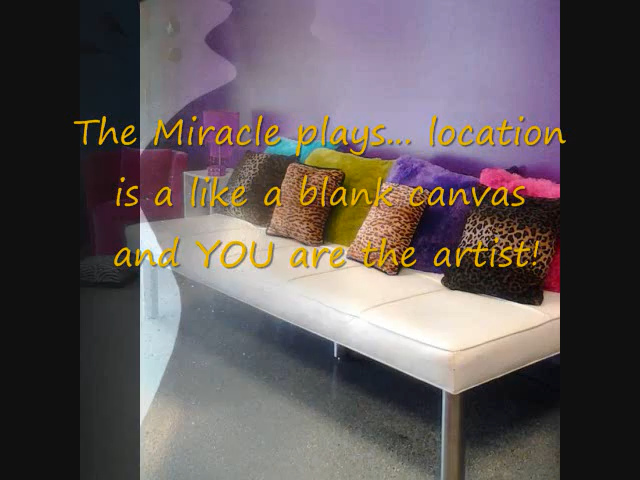 The Miracle plays... location
is a like a blank canvas
and YOU are the artist!